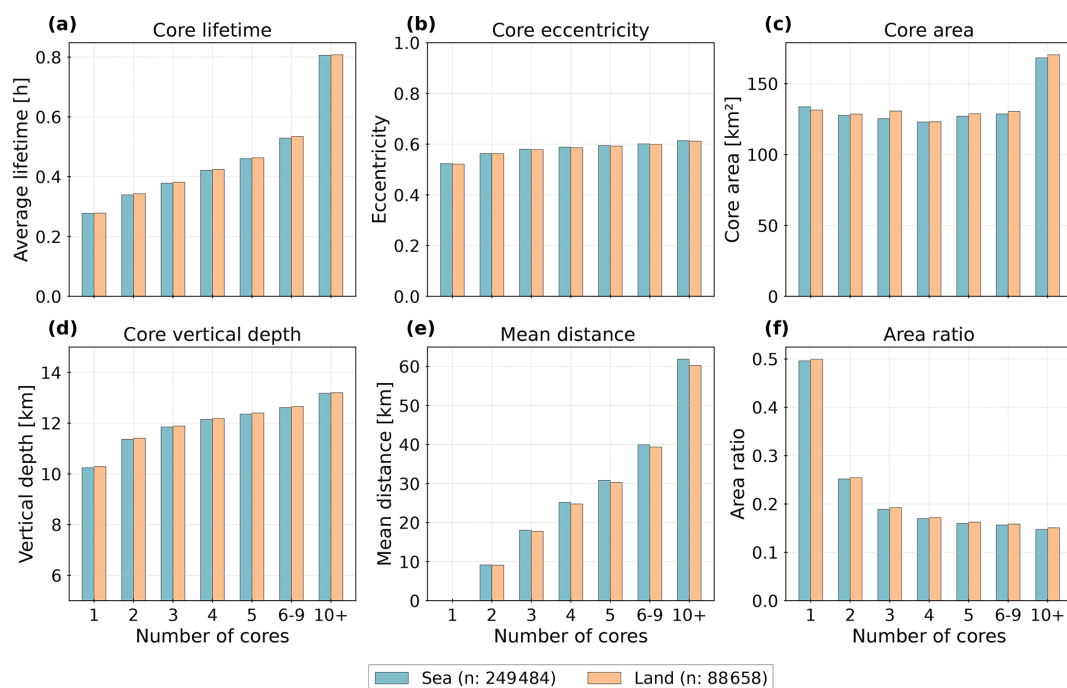 (a) Core lifetime
Average lifetime [h]
0.8
0.6
0.4
0.2
0.0
(b) Core eccentricity
Eccentricity
1.0
0.8
0.6
0.4
0.2
0.0
(c) Core area
Core area [km²]
150
100
50
0
(d) Core vertical depth
Vertical depth [km]
14
12
10
8
6
1 2 3 4 5 6-9 10+
Number of cores
(e) Mean distance
Mean distance [km]
60
50
40
30
20
10
0
1 2 3 4 5 6-9 10+
Number of cores
(f) Area ratio
Area ratio
0.5
0.4
0.3
0.2
0.1
0.0
1 2 3 4 5 6-9 10+
Number of cores
Sea (n: 249484) Land (n: 88658)